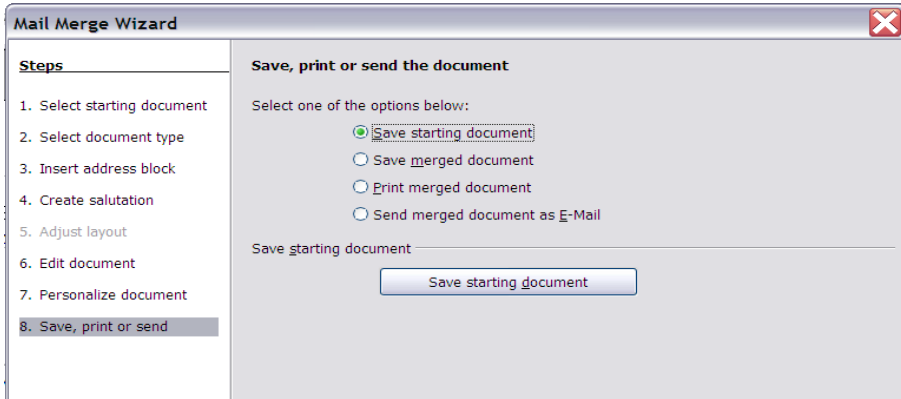 Mail Merge Wizard
Steps
1. Select starting document
2. Select document type
3. Insert address block
4. Create salutation
5. Adjust layout
6. Edit document
7. Personalize document
8. Save, print or send
Save, print or send the document
Select one of the options below:
Save starting document
Save merged document
Print merged document
Send merged document as E-Mail
Save starting document
Save starting document